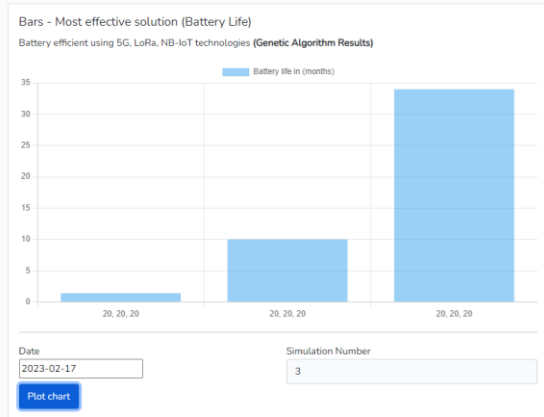 Bars - Most effective solution (Battery Life)
Battery efficient using 5G, LoRa, NB-IoT technologies (Genetic Algorithm Results)
Battery life in (months)
35
30
25
20
15
10
5
0
20, 20, 20 20, 20, 20 20, 20, 20
Date Simulation Number
2023-02-17 3
Plot chart